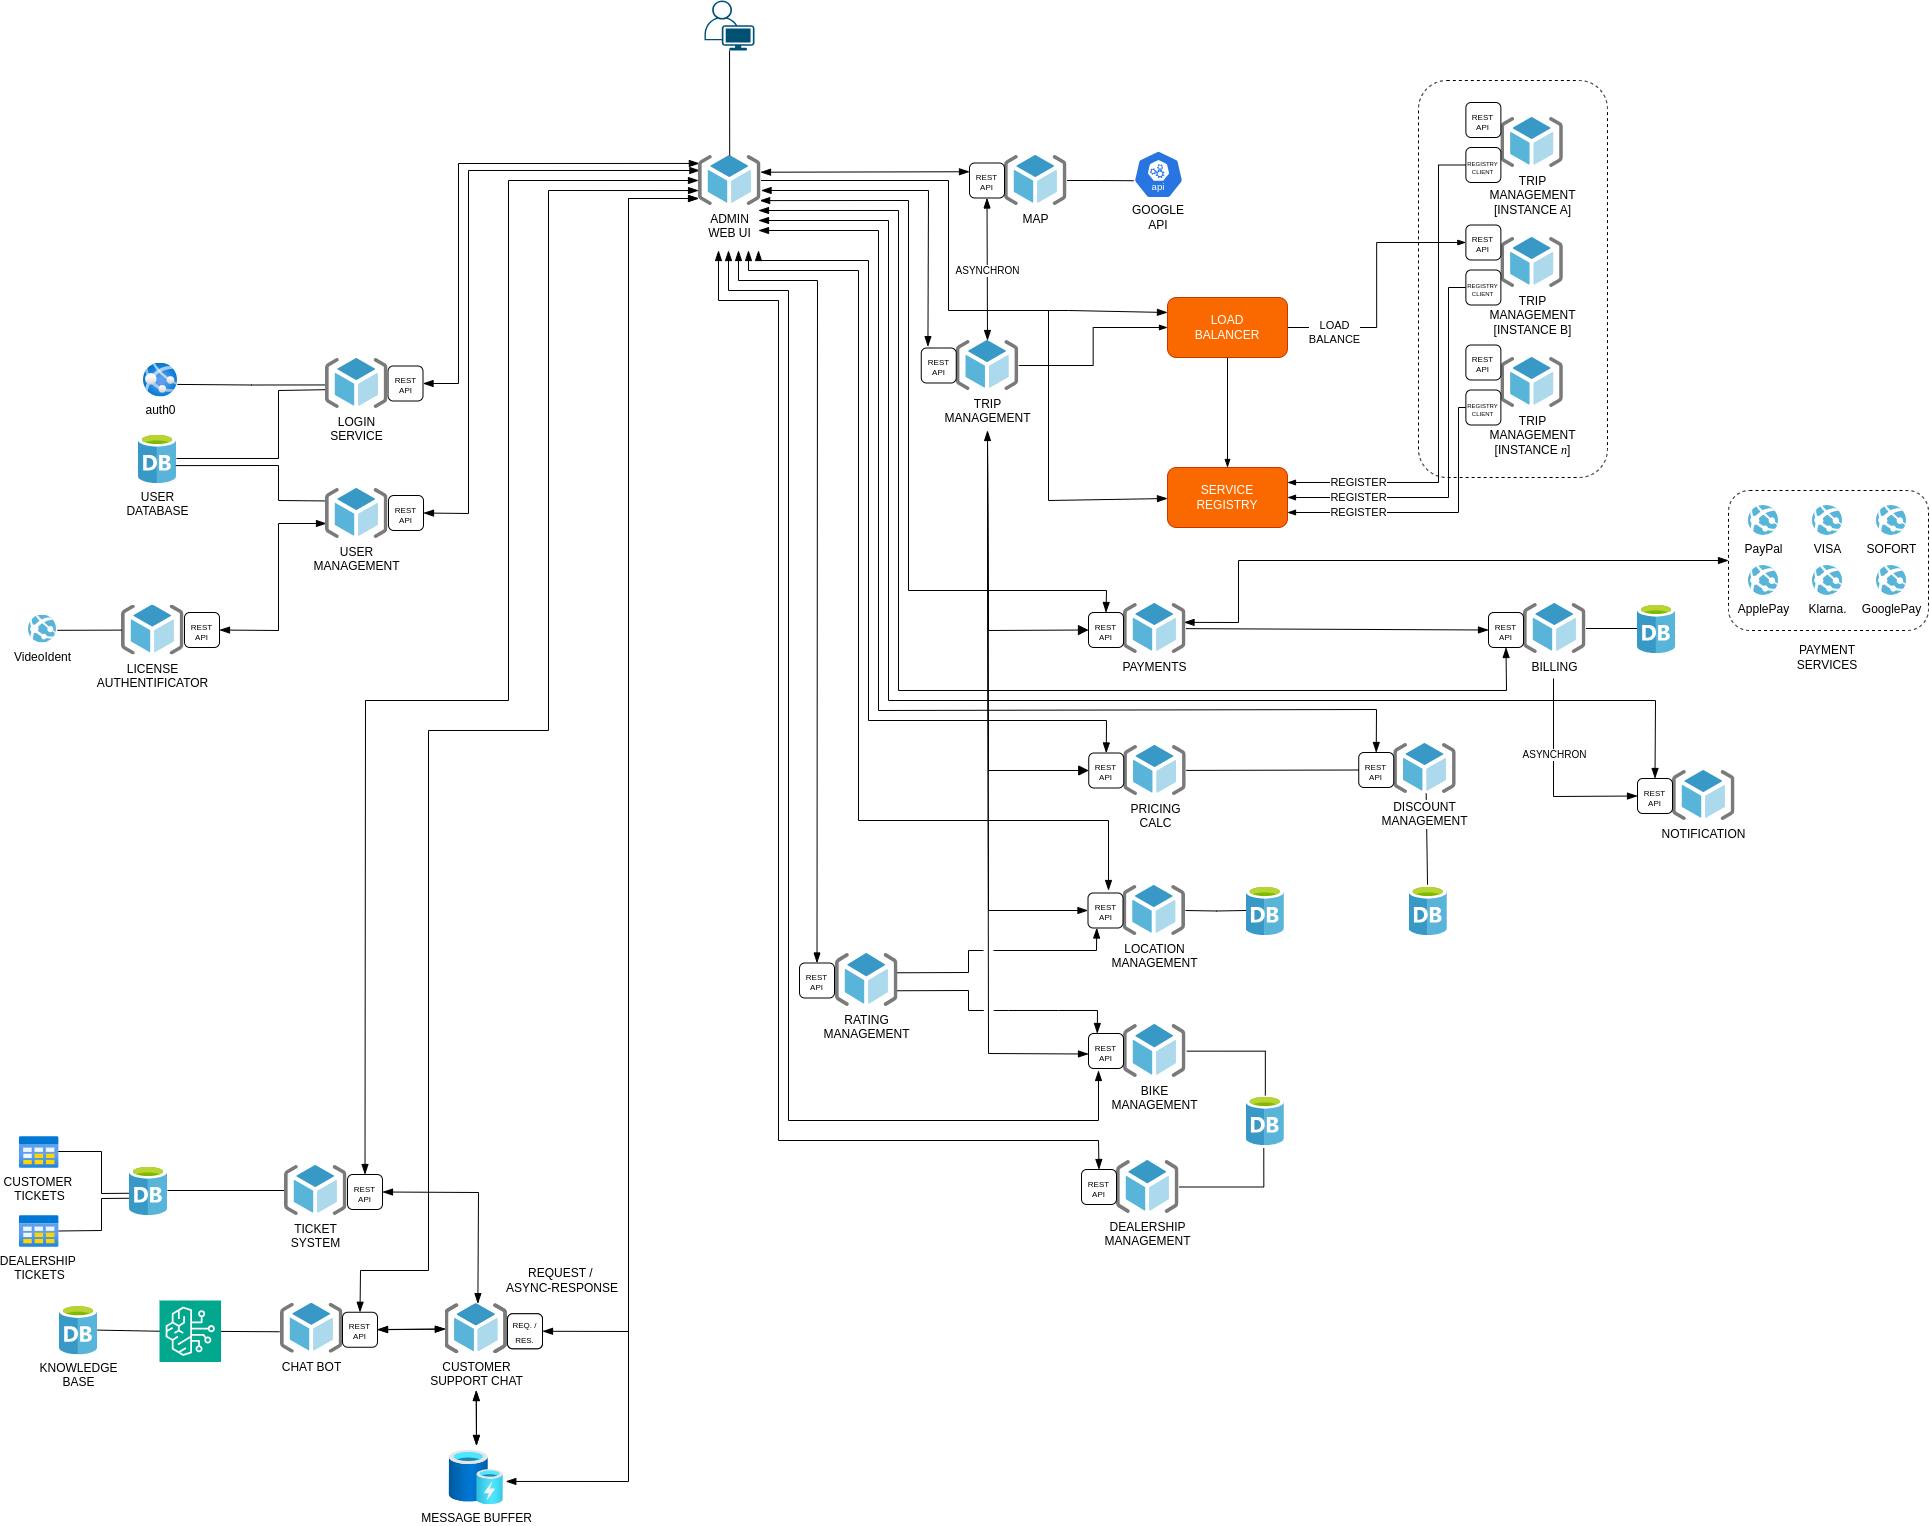 ADMIN
WEB UI
REST
API
MAP
api
GOOGLE
API
ASYNCHRON
REST
API
TRIP
MANAGEMENT
LOAD
BALANCER
LOAD
BALANCE
SERVICE
REGISTRY
REGISTER
REGISTER
REGISTER
REST
API
REGISTRY
CLIENT
TRIP
MANAGEMENT
[INSTANCE A]
REST
API
REGISTRY
CLIENT
TRIP
MANAGEMENT
[INSTANCE B]
REST
API
REGISTRY
CLIENT
TRIP
MANAGEMENT
[INSTANCE n]
auth0
LOGIN
SERVICE
REST
API
DB
USER
DATABASE
USER
MANAGEMENT
REST
API
VideoIdent
LICENSE
AUTHENTIFICATOR
REST
API
PayPal
VISA
SOFORT
ApplePay
Klarna.
GooglePay
PAYMENT
SERVICES
REST
API
PAYMENTS
REST
API
BILLING
DB
ASYNCHRON
REST
API
NOTIFICATION
REST
API
PRICING
CALC
REST
API
DISCOUNT
MANAGEMENT
DB
REST
API
LOCATION
MANAGEMENT
DB
REST
API
RATING
MANAGEMENT
REST
API
BIKE
MANAGEMENT
DB
REST
API
DEALERSHIP
MANAGEMENT
CUSTOMER
TICKETS
DEALERSHIP
TICKETS
DB
TICKET
SYSTEM
REST
API
REQUEST /
ASYNC-RESPONSE
DB
KNOWLEDGE
BASE
CHAT BOT
REST
API
CUSTOMER
SUPPORT CHAT
REQ. /
RES.
MESSAGE BUFFER